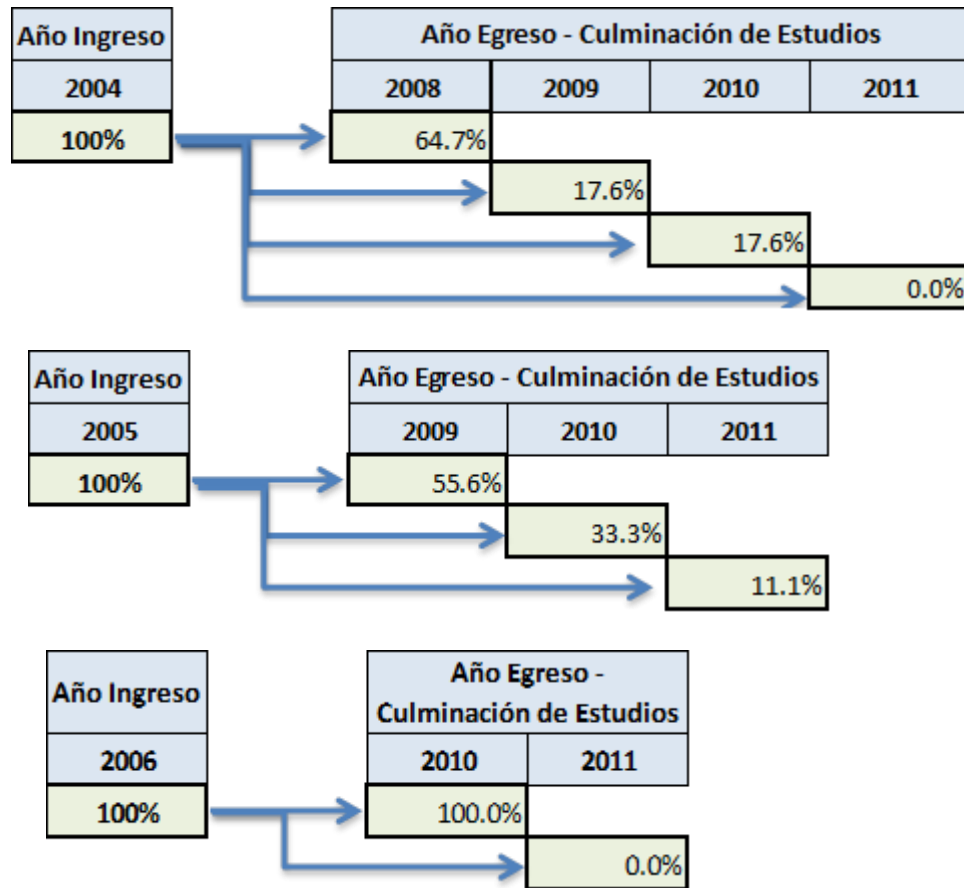 Año Ingreso Año Egreso - Culminación de Estudios
2004 2008 2009 2010 2011
100% 64.7%
17.6%
17.6%
0.0%
Año Ingreso Año Egreso - Culminación de Estudios
2005 2009 2010 2011
100% 55.6%
33.3%
11.1%
Año Ingreso Año Egreso -
Culminación de Estudios
2006 2010 2011
100% 100.0%
0.0%